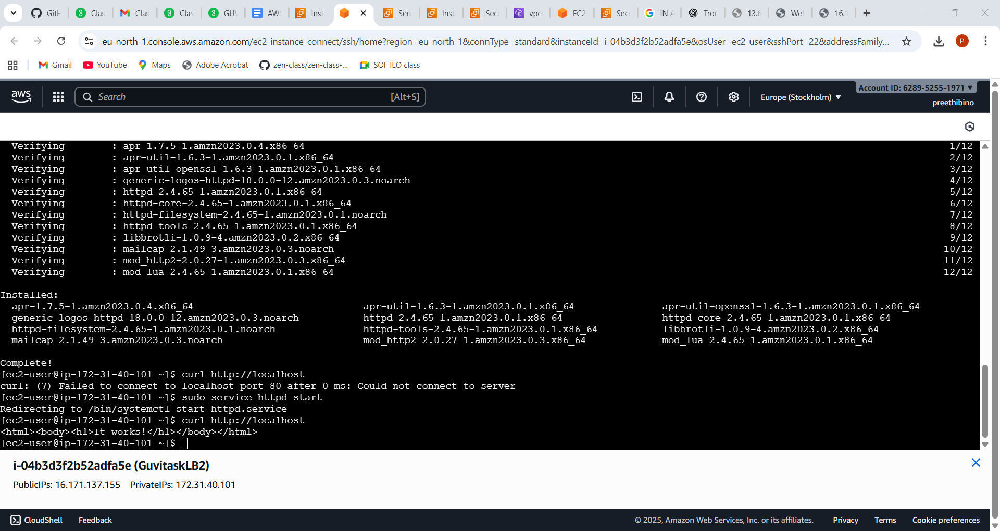 GitH
Clas
Clas
Clas
GUV
AW
Inst
Sec
Inst
Sec
vpc
EC2
Sec
IN A
Trou
13.6
Wel
16.1
eu-north-1.console.aws.amazon.com/ec2-instance-connect/ssh/home?region=eu-north-1&connType=standard&instanceId=i-04b3d3f2b52adfa5e&osUser=ec2-user&sshPort=22&addressFamily...
P
Gmail
YouTube
Maps
Adobe Acrobat
zen-class/zen-class-...
SOF IEO class
aws
Search
[Alt+S]
Europe (Stockholm)
Account ID: 6289-5255-1971
preethibino
Verifying : apr-1.7.5-1.amzn2023.0.4.x86_64 1/12
Verifying : apr-util-1.6.3-1.amzn2023.0.1.x86_64 2/12
Verifying : apr-util-openssl-1.6.3-1.amzn2023.0.1.x86_64 3/12
Verifying : generic-logos-httpd-18.0.0-12.amzn2023.0.3.noarch 4/12
Verifying : httpd-2.4.65-1.amzn2023.0.1.x86_64 5/12
Verifying : httpd-core-2.4.65-1.amzn2023.0.1.x86_64 6/12
Verifying : httpd-filesystem-2.4.65-1.amzn2023.0.1.noarch 7/12
Verifying : httpd-tools-2.4.65-1.amzn2023.0.1.x86_64 8/12
Verifying : libbrotli-1.0.9-4.amzn2023.0.2.x86_64 9/12
Verifying : mailcap-2.1.49-3.amzn2023.0.3.noarch 10/12
Verifying : mod_http2-2.0.27-1.amzn2023.0.3.x86_64 11/12
Verifying : mod_lua-2.4.65-1.amzn2023.0.1.x86_64 12/12
Installed:
apr-1.7.5-1.amzn2023.0.4.x86_64 apr-util-1.6.3-1.amzn2023.0.1.x86_64 apr-util-openssl-1.6.3-1.amzn2023.0.1.x86_64
generic-logos-httpd-18.0.0-12.amzn2023.0.3.noarch httpd-2.4.65-1.amzn2023.0.1.x86_64 httpd-core-2.4.65-1.amzn2023.0.1.x86_64
httpd-filesystem-2.4.65-1.amzn2023.0.1.noarch httpd-tools-2.4.65-1.amzn2023.0.1.x86_64 libbrotli-1.0.9-4.amzn2023.0.2.x86_64
mailcap-2.1.49-3.amzn2023.0.3.noarch mod_http2-2.0.27-1.amzn2023.0.3.x86_64 mod_lua-2.4.65-1.amzn2023.0.1.x86_64
Complete!
[ec2-user@ip-172-31-40-101 ~]$ curl http://localhost
curl: (7) Failed to connect to localhost port 80 after 0 ms: Could not connect to server
[ec2-user@ip-172-31-40-101 ~]$ sudo service httpd start
Redirecting to /bin/systemctl start httpd.service
[ec2-user@ip-172-31-40-101 ~]$ curl http://localhost
<html><body><h1>It works!</h1></body></html>
[ec2-user@ip-172-31-40-101 ~]$
i-04b3d3f2b52adfa5e (GuvitaskLB2)
PublicIPs: 16.171.137.155 PrivateIPs: 172.31.40.101
CloudShell
Feedback
© 2025, Amazon Web Services, Inc. or its affiliates.
Privacy
Terms
Cookie preferences